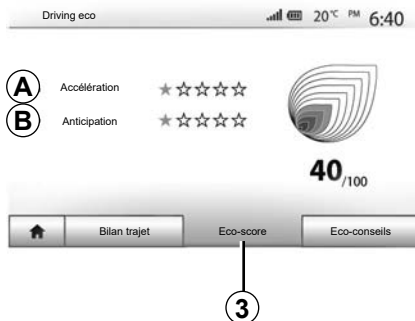 Driving eco 20°C PM 6:40
A Accélération
B Anticipation
40/100
Bilan trajet Eco-score Eco-conseils
3